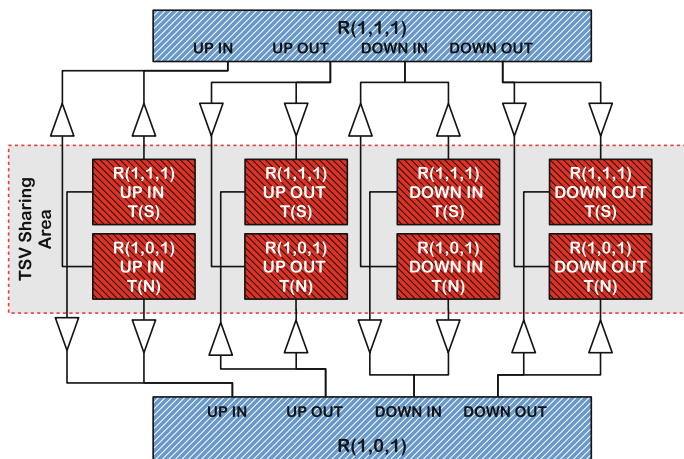 R(1,1,1)
UP IN UP OUT DOWN IN DOWN OUT
TSV Sharing
Area
R(1,1,1)
UP IN
T(S)
R(1,1,1)
UP OUT
T(S)
R(1,1,1)
DOWN IN
T(S)
R(1,1,1)
DOWN OUT
T(S)
R(1,0,1)
UP IN
T(N)
R(1,0,1)
UP OUT
T(N)
R(1,0,1)
DOWN IN
T(N)
R(1,0,1)
DOWN OUT
T(N)
UP IN UP OUT DOWN IN DOWN OUT
R(1,0,1)